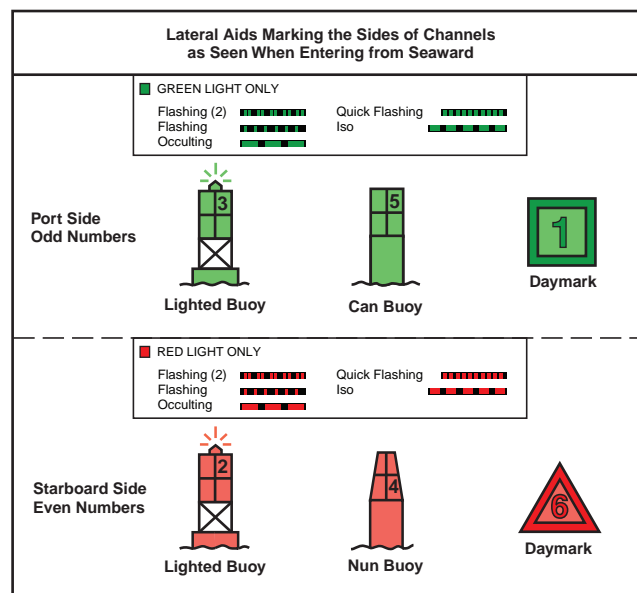 Lateral Aids Marking the Sides of Channels
as Seen When Entering from Seaward
GREEN LIGHT ONLY
Flashing (2)
Quick Flashing
Flashing
Iso
Occulting
3
5
1
Port Side
Odd Numbers
Lighted Buoy
Can Buoy
Daymark
RED LIGHT ONLY
Flashing (2)
Quick Flashing
Flashing
Iso
Occulting
2
4
6
Starboard Side
Even Numbers
Lighted Buoy
Nun Buoy
Daymark